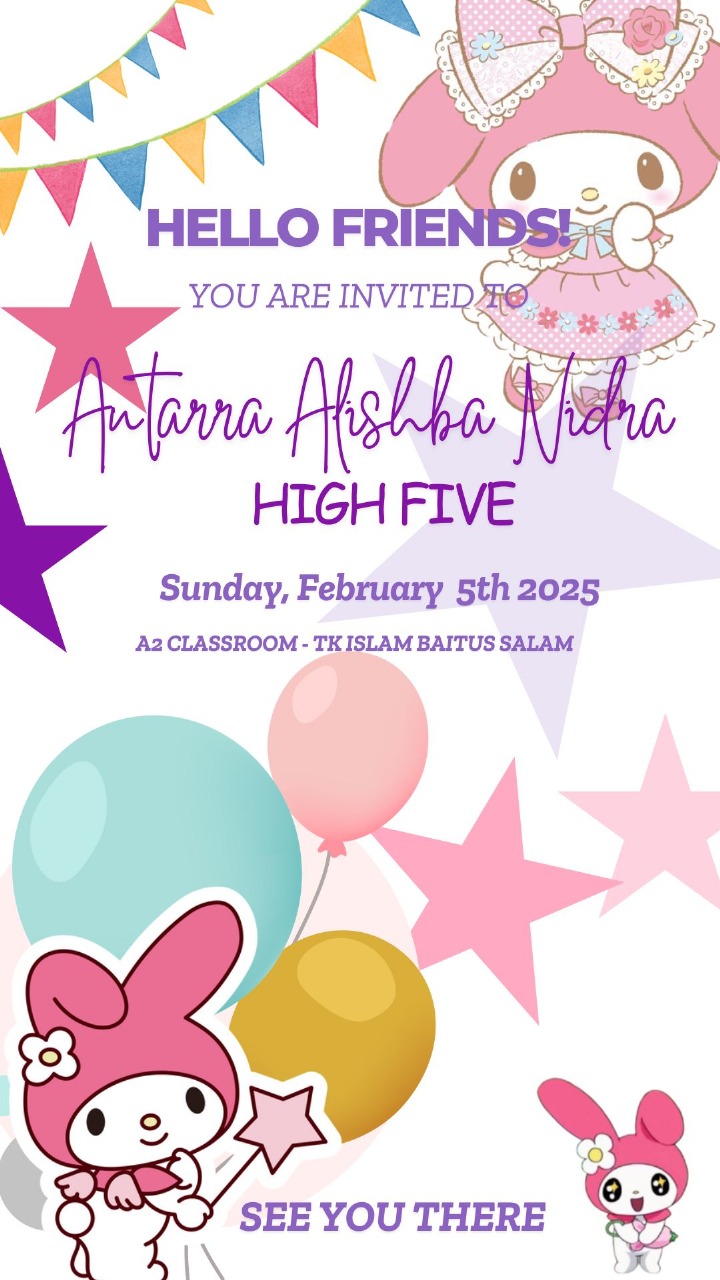 HELLO FRIENDS!
YOU ARE INVITED TO
Antarra Alishba Nidra
HIGH FIVE
Sunday, February 5th 2025
A2 CLASSROOM - TK ISLAM BAITUS SALAM
SEE YOU THERE